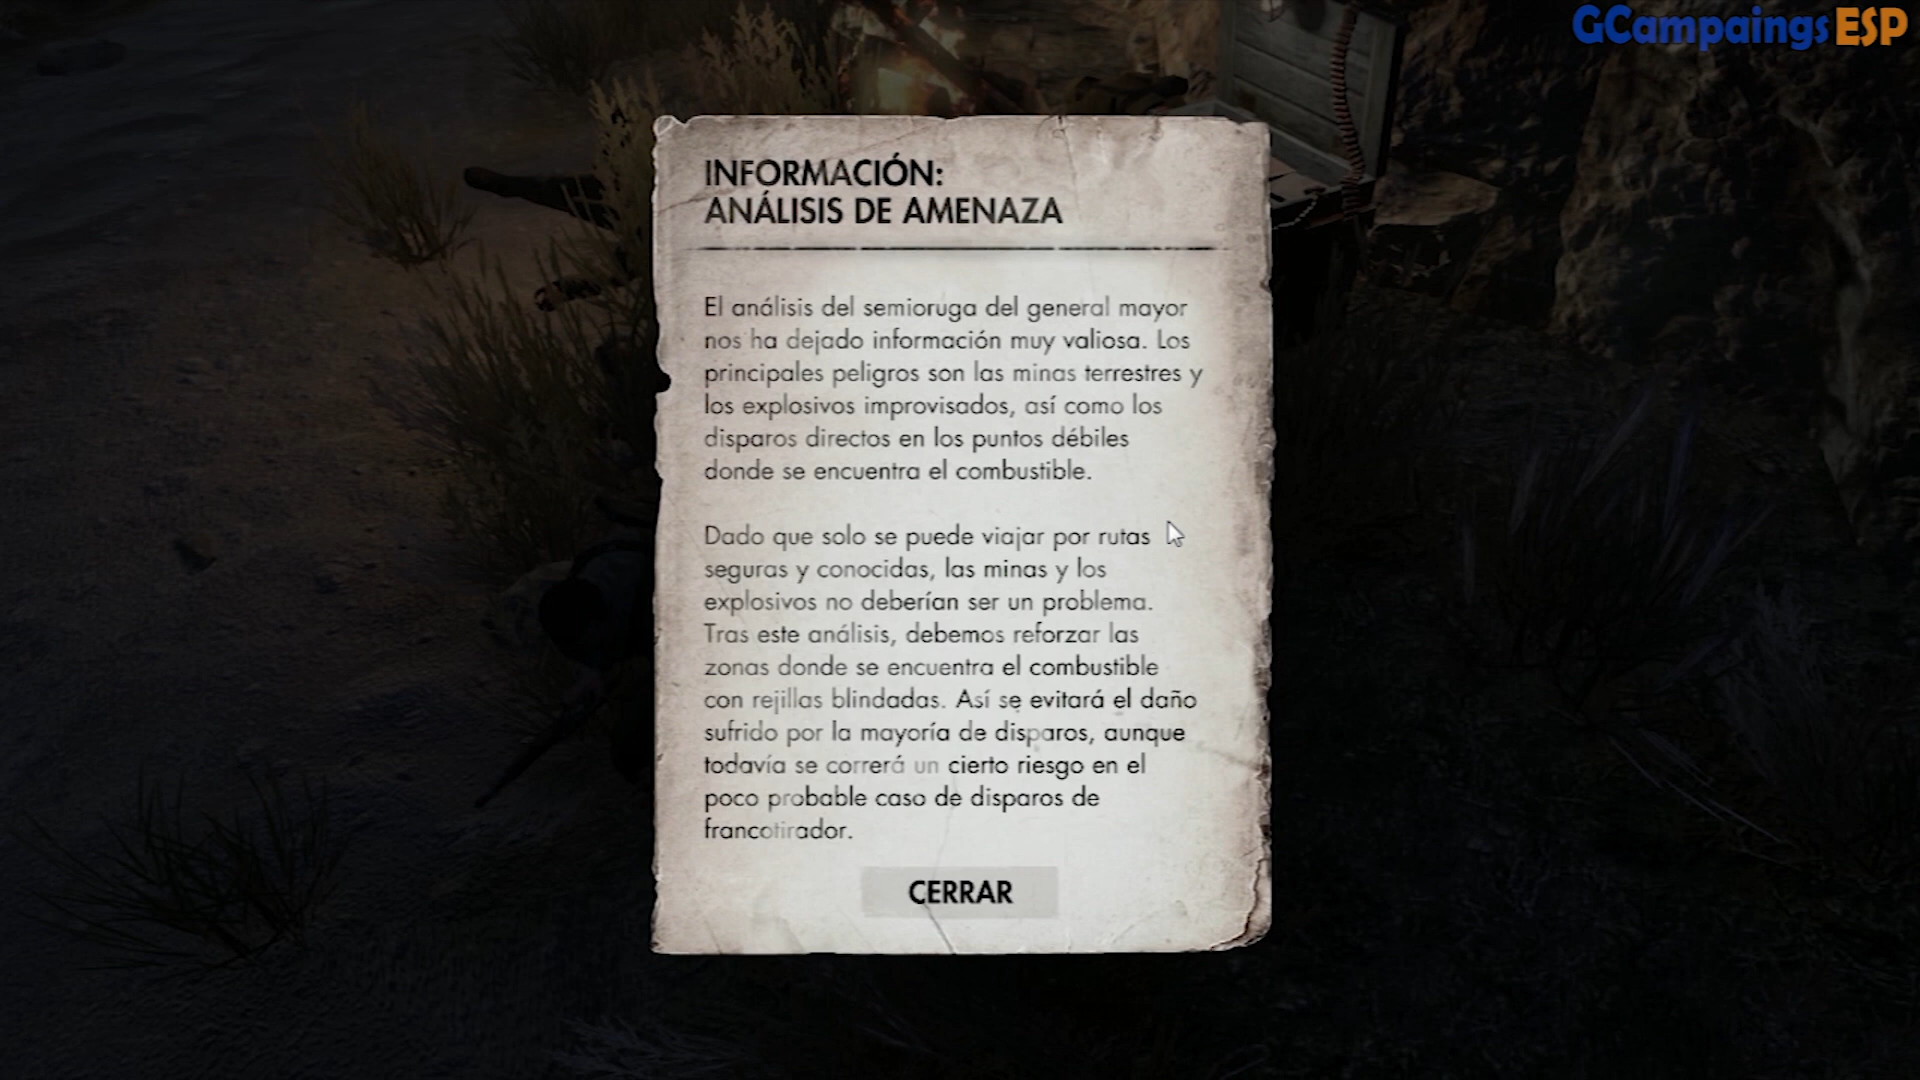 GCampaingsESP
INFORMACIÓN:
ANÁLISIS DE AMENAZA
El análisis del semioruga del general mayor
nos ha dejado información muy valiosa. Los
principales peligros son las minas terrestres y
los explosivos improvisados, así como los
disparos directos en los puntos débiles
donde se encuentra el combustible.
Dado que solo se puede viajar por rutas
seguras y conocidas, las minas y los
explosivos no deberían ser un problema.
Tras este análisis, debemos reforzar las
zonas donde se encuentra el combustible
con rejillas blindadas. Así se evitará el daño
sufrido por la mayoría de disparos, aunque
todavía se correrá un cierto riesgo en el
poco probable caso de disparos de
francotirador.
CERRAR